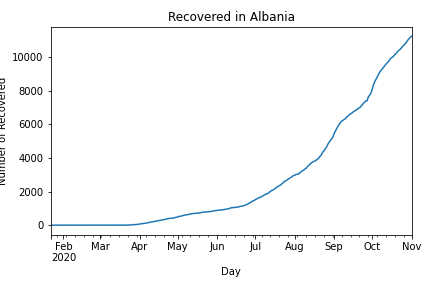 Recovered in Albania
Number of Recovered
10000
8000
6000
4000
2000
0
Feb Mar Apr May Jun Jul Aug Sep Oct Nov
2020
Day